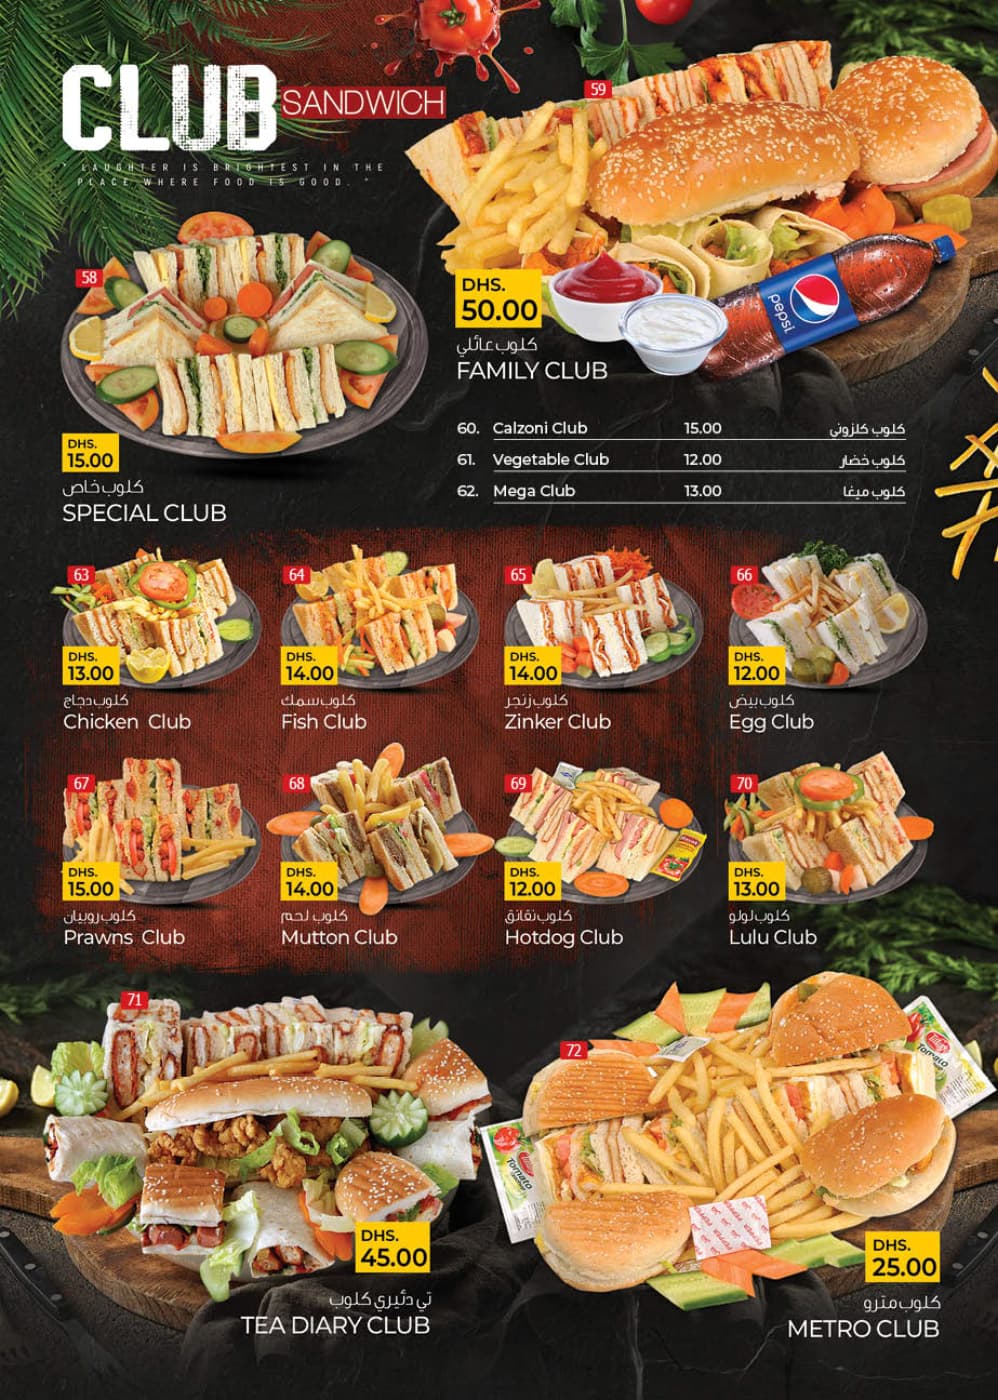 CLUB SANDWICH
" LAUGHTER IS BRIGHTEST IN THE
PLACE WHERE FOOD IS GOOD. "
58
DHS.
15.00
كلوب خاص
SPECIAL CLUB
59
pepsi
DHS.
50.00
كلوب عائلي
FAMILY CLUB
60. Calzoni Club 15.00 كلوب كلزوني
61. Vegetable Club 12.00 كلوب خضار
62. Mega Club 13.00 كلوب ميغا
63
DHS.
13.00
كلوب دجاج
Chicken Club
64
DHS.
14.00
كلوب سمك
Fish Club
65
DHS.
14.00
كلوب زنجر
Zinker Club
66
DHS.
12.00
كلوب بيض
Egg Club
67
DHS.
15.00
كلوب روبيان
Prawns Club
68
DHS.
14.00
كلوب لحم
Mutton Club
69
DHS.
12.00
كلوب نقانق
Hotdog Club
70
DHS.
13.00
كلوب لولو
Lulu Club
71
DHS.
45.00
تي دئيري كلوب
TEA DIARY CLUB
72
Tomato
Tomato
DHS.
25.00
كلوب مترو
METRO CLUB